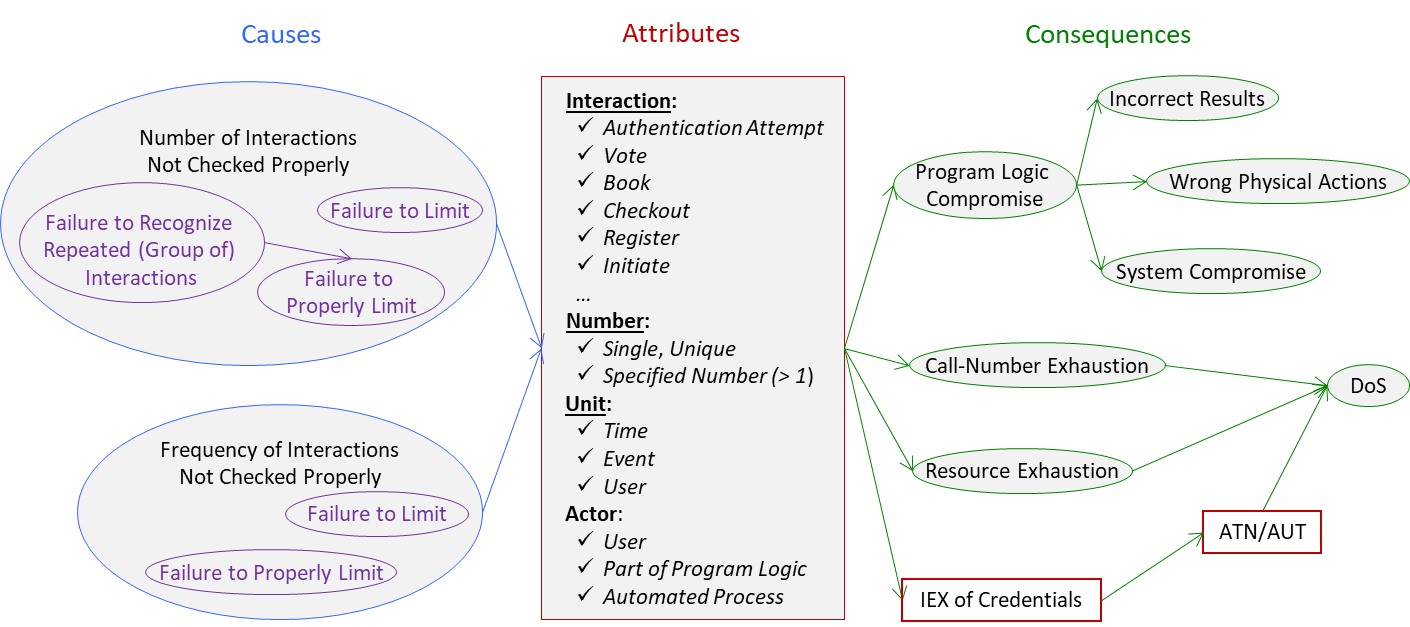 Causes
Attributes
Consequences
Number of Interactions
Not Checked Properly
Failure to Recognize
Repeated (Group of)
Interactions
Failure to Limit
Failure to
Properly Limit
Frequency of Interactions
Not Checked Properly
Failure to Limit
Failure to Properly Limit
Interaction:
✓ Authentication Attempt
✓ Vote
✓ Book
✓ Checkout
✓ Register
✓ Initiate
...
Number:
✓ Single, Unique
✓ Specified Number (> 1)
Unit:
✓ Time
✓ Event
✓ User
Actor:
✓ User
✓ Part of Program Logic
✓ Automated Process
Program Logic
Compromise
Incorrect Results
Wrong Physical Actions
System Compromise
Call-Number Exhaustion
DoS
Resource Exhaustion
ATN/AUT
IEX of Credentials